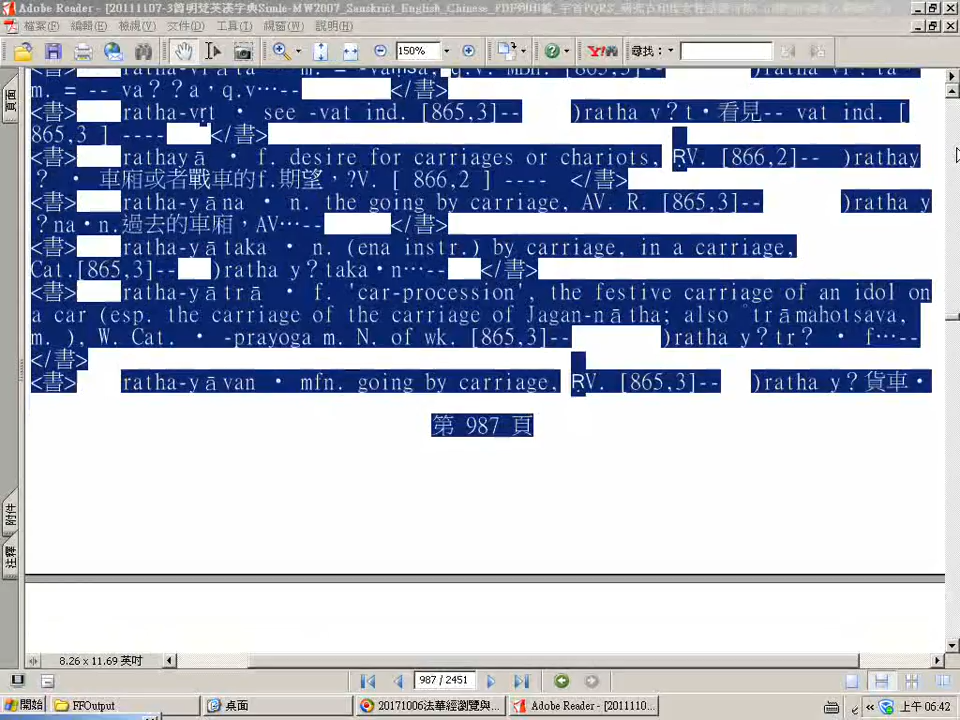 Adobe Reader - [20111107-3簡明梵英漢字典Simle-MW2007_Sanskrit_English_Chinese_PDF
檔案(F) 編輯(E) 檢視(V) 文件(D) 工具(T) 視窗(W) 說明(H)
150% 尋找:
頁面
m. = -- va??a, q.v…-- </書>
<書> ratha-vṛt • see -vat ind. [865,3]-- )ratha v?t•看見-- vat ind. [
865,3 ] ---- </書>
<書> rathayā • f. desire for carriages or chariots, ṚV. [866,2]-- )rathay
? • 車廂或者戰車的f.期望，?V. [ 866,2 ] ---- </書>
<書> ratha-yāna • n. the going by carriage, AV. R. [865,3]-- )ratha y
?na•n.過去的車廂，AV…-- </書>
<書> ratha-yātaka • n. (ena instr.) by carriage, in a carriage,
Cat.[865,3]-- )ratha y?taka•n…-- </書>
<書> ratha-yātrā • f. 'car-procession', the festive carriage of an idol on
a car (esp. the carriage of the carriage of Jagan-nātha; also °trāmahotsava,
m. ), W. Cat. • -prayoga m. N. of wk. [865,3]-- )ratha y?tr? • f…--
</書>
<書> ratha-yāvan • mfn. going by carriage, ṚV. [865,3]-- )ratha y?貨車•
第 987 頁
附件
注釋
8.26 x 11.69 英吋
987 / 2451
開始 FFOutput 桌面 20171006法華經瀏覽與... Adobe Reader - [2011110... 上午 06:42